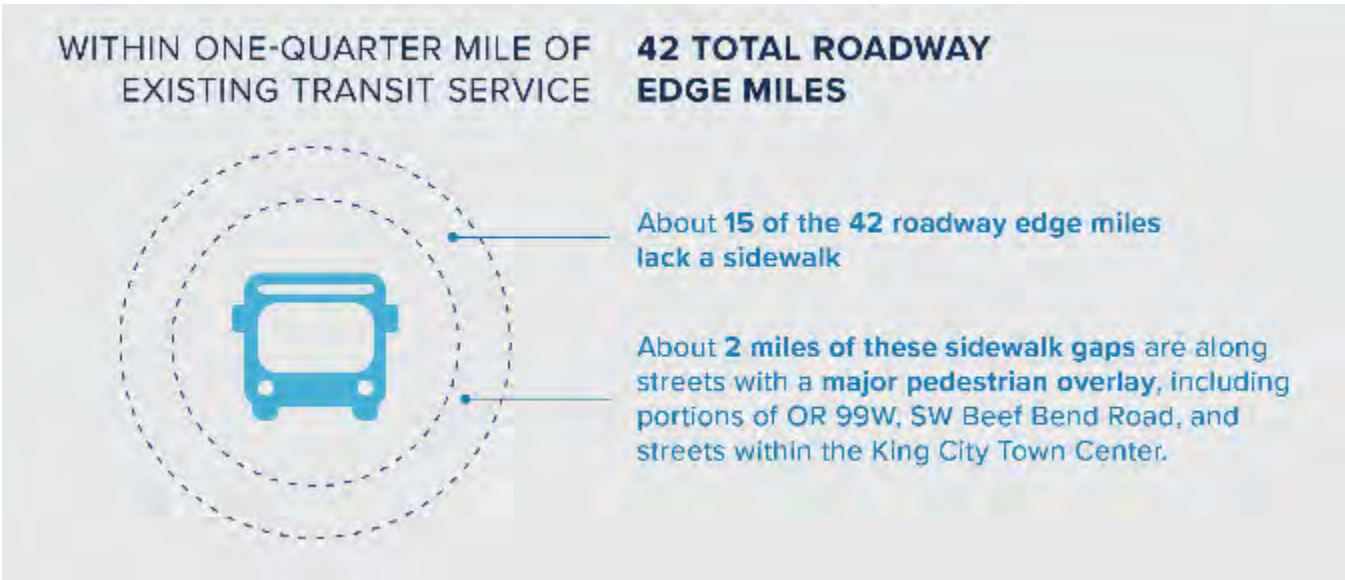 WITHIN ONE-QUARTER MILE OF
EXISTING TRANSIT SERVICE
42 TOTAL ROADWAY
EDGE MILES
About 15 of the 42 roadway edge miles
lack a sidewalk
About 2 miles of these sidewalk gaps are along
streets with a major pedestrian overlay, including
portions of OR 99W, SW Beef Bend Road, and
streets within the King City Town Center.